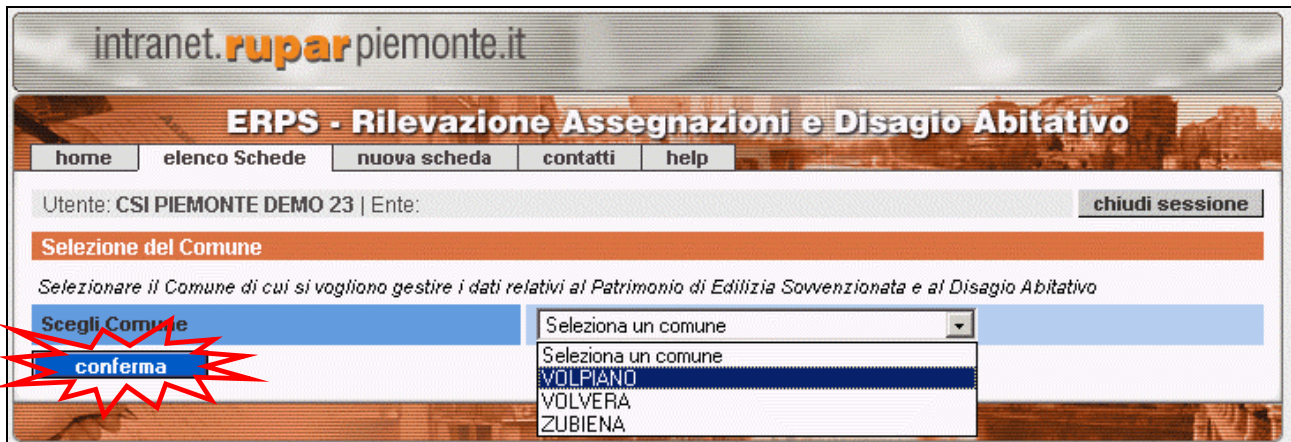 intranet.ruparpiemonte.it
ERPS - Rilevazione Assegnazioni e Disagio Abitativo
home elenco Schede nuova scheda contatti help
Utente: CSI PIEMONTE DEMO 23 | Ente:
chiudi sessione
Selezione del Comune
Selezionare il Comune di cui si vogliono gestire i dati relativi al Patrimonio di Edilizia Sovvenzionata e al Disagio Abitativo
Scegli Comune
Seleziona un comune
conferma
Seleziona un comune
VOLPIANO
VOLVERA
ZUBIENA